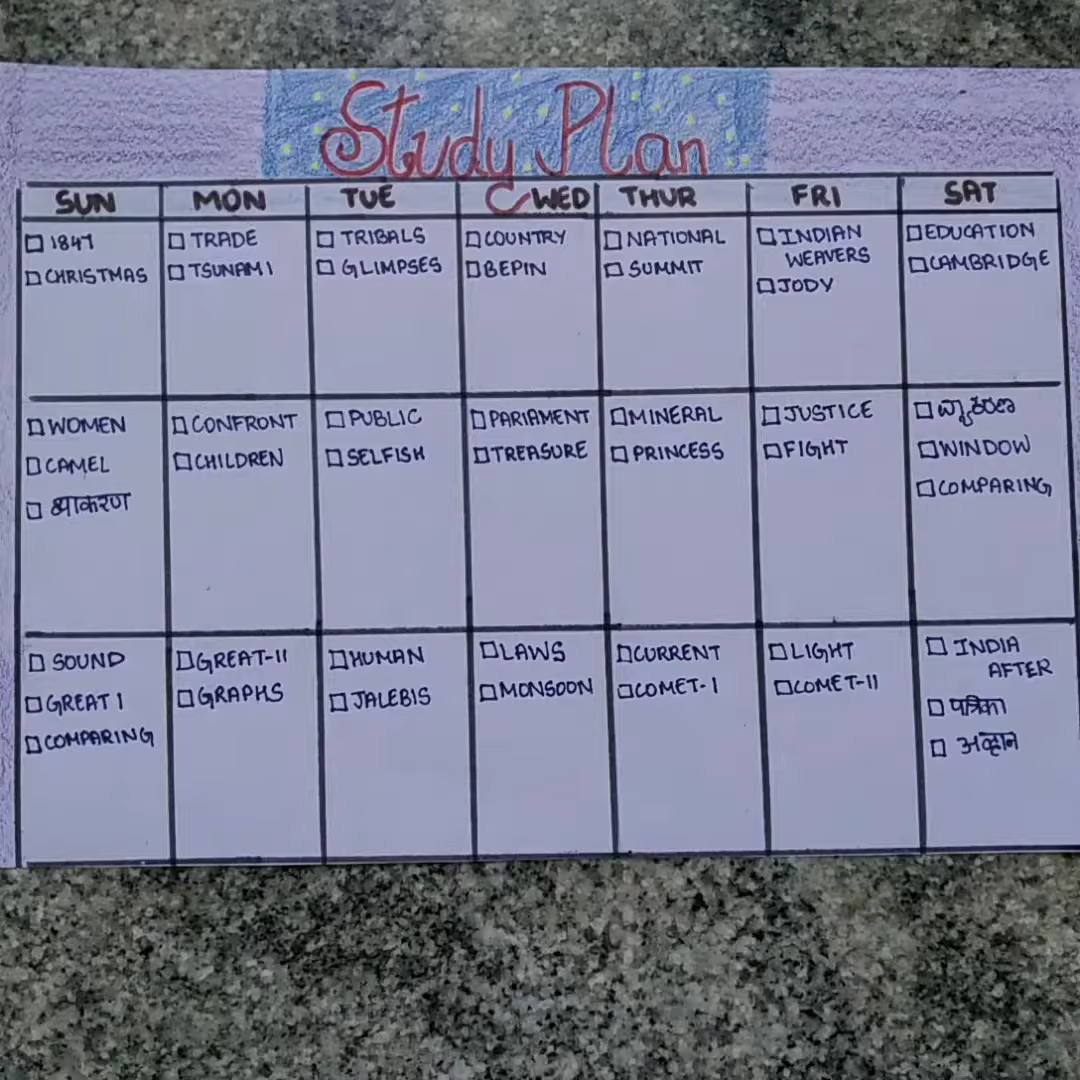 Study Plan
SUN MON TUE WED THUR FRI SAT
1847
CHRISTMAS
TRADE
TSUNAMI
TRIBALS
GLIMPSES
COUNTRY
BEPIN
NATIONAL
SUMMIT
INDIAN
WEAVERS
JODY
EDUCATION
CAMBRIDGE
WOMEN
CAMEL
व्याकरण
CONFRONT
CHILDREN
PUBLIC
SELFISH
PARIAMENT
TREASURE
MINERAL
PRINCESS
JUSTICE
FIGHT
WINDOW
COMPARING
SOUND
GREAT I
COMPARING
GREAT-II
GRAPHS
HUMAN
JALEBIS
LAWS
MONSOON
CURRENT
COMET-I
LIGHT
COMET-II
INDIA
AFTER
पत्रिका